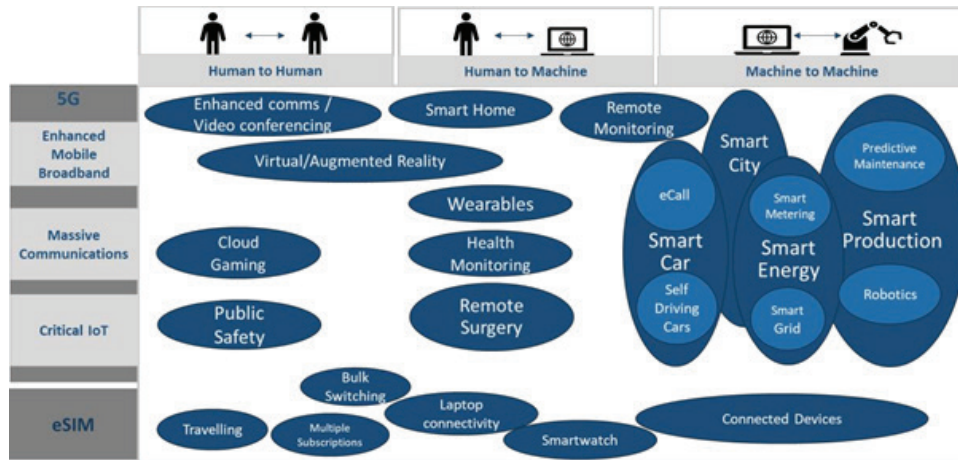 Human to Human
Human to Machine
Machine to Machine
5G
Enhanced
Mobile
Broadband
Massive
Communications
Critical IoT
eSIM
Enhanced comms /
Video conferencing
Smart Home
Remote
Monitoring
Virtual/Augmented Reality
Wearables
Cloud
Gaming
Health
Monitoring
Public
Safety
Remote
Surgery
Smart
City
eCall
Smart
Car
Self
Driving
Cars
Smart
Metering
Smart
Energy
Smart
Grid
Predictive
Maintenance
Smart
Production
Robotics
Bulk
Switching
Travelling
Multiple
Subscriptions
Laptop
connectivity
Smartwatch
Connected Devices